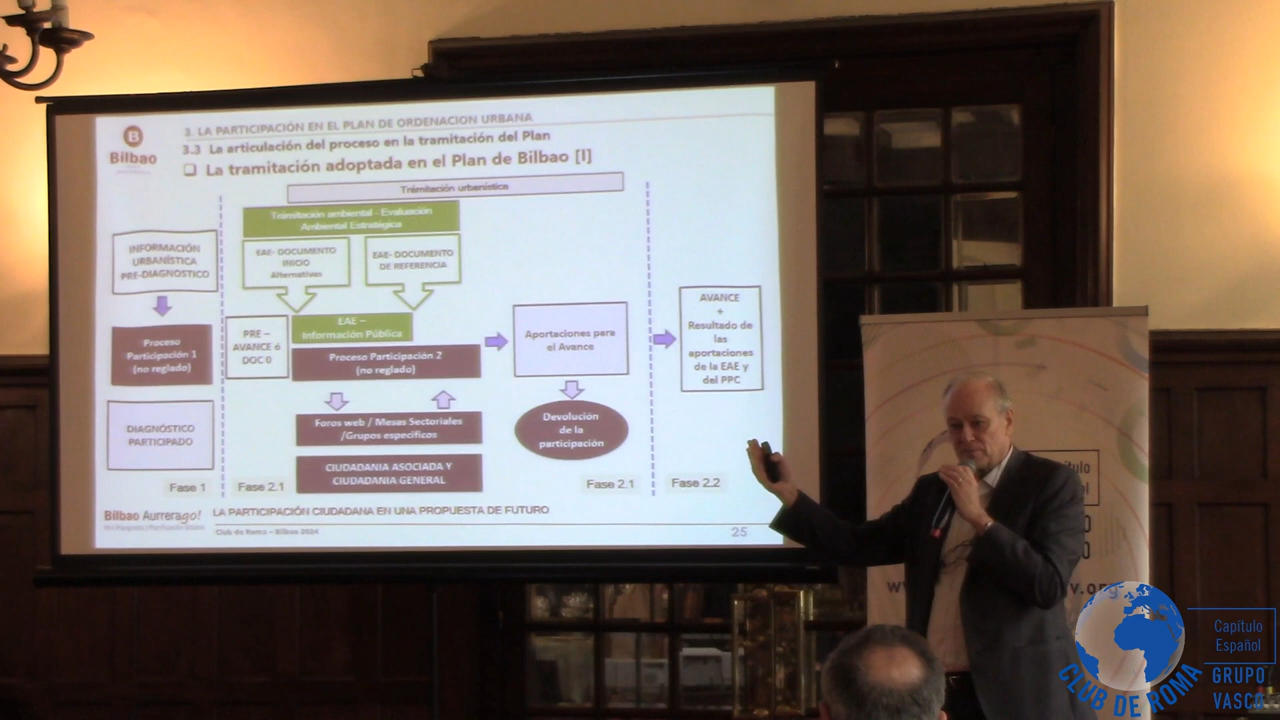 B
Bilbao
3. LA PARTICIPACIÓN EN EL PLAN DE ORDENACION URBANA
3.3 La articulación del proceso en la tramitación del Plan
La tramitación adoptada en el Plan de Bilbao [I]
Trámitación urbanística
Trámitación ambiental - Evaluación
Ambiental Estratégica
INFORMACIÓN
URBANÍSTICA
PRE-DIAGNOSTICO
EAE- DOCUMENTO
INICIO
Alternativas
EAE- DOCUMENTO
DE REFERENCIA
Proceso
Participación 1
(no reglado)
PRE –
AVANCE ó
DOC 0
EAE –
Información Pública
Proceso Participación 2
(no reglado)
Aportaciones para
el Avance
AVANCE
+
Resultado de
las
aportaciones
de la EAE y
del PPC
DIAGNÓSTICO
PARTICIPADO
Foros web / Mesas Sectoriales
/Grupos específicos
Devolución
de la
participación
CIUDADANIA ASOCIADA Y
CIUDADANIA GENERAL
Fase 1
Fase 2.1
Fase 2.1
Fase 2.2
Bilbao Aurrerago!
LA PARTICIPACIÓN CIUDADANA EN UNA PROPUESTA DE FUTURO
Club de Roma – Bilbao 2024
25
v.org
CLUB DE ROMA
Capítulo
Español
GRUPO
VASCO